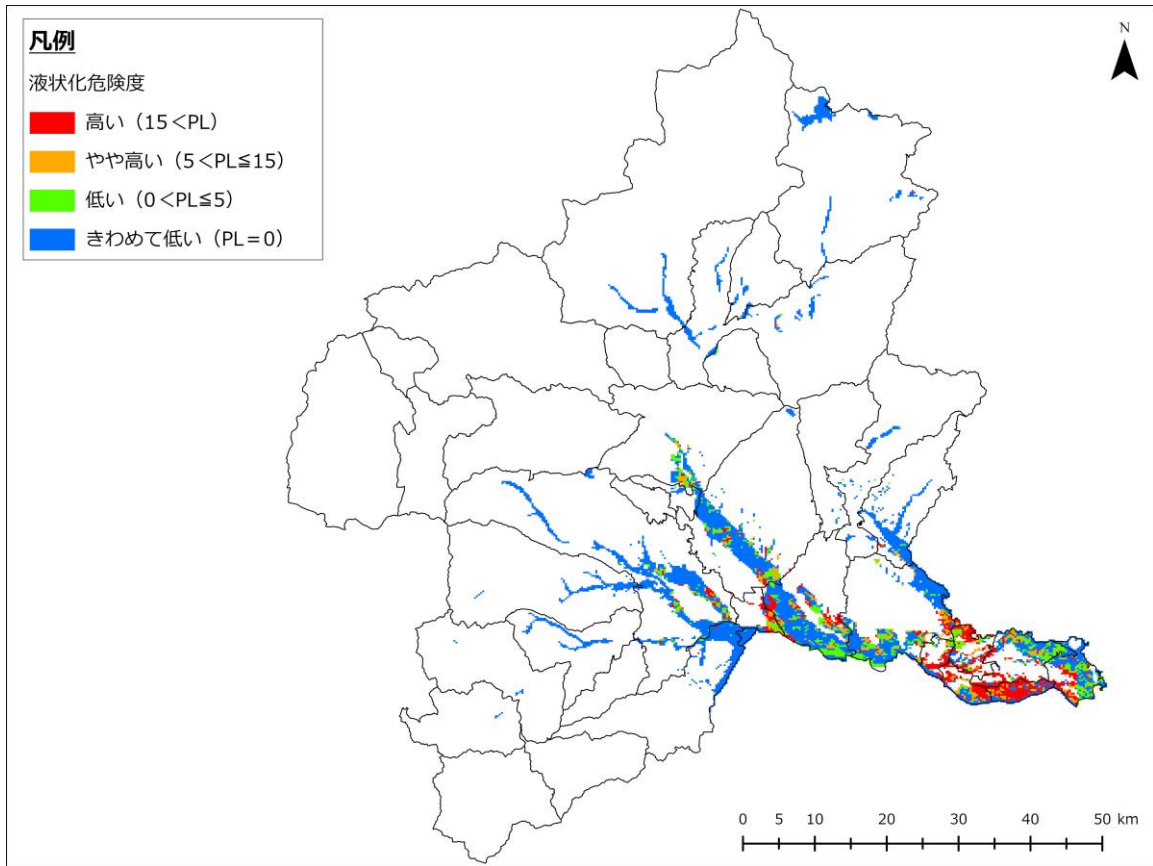 凡例
液状化危険度
高い（15＜PL）
やや高い（5＜PL≦15）
低い（0＜PL≦5）
きわめて低い（PL＝0）
N
0 5 10 20 30 40 50 km